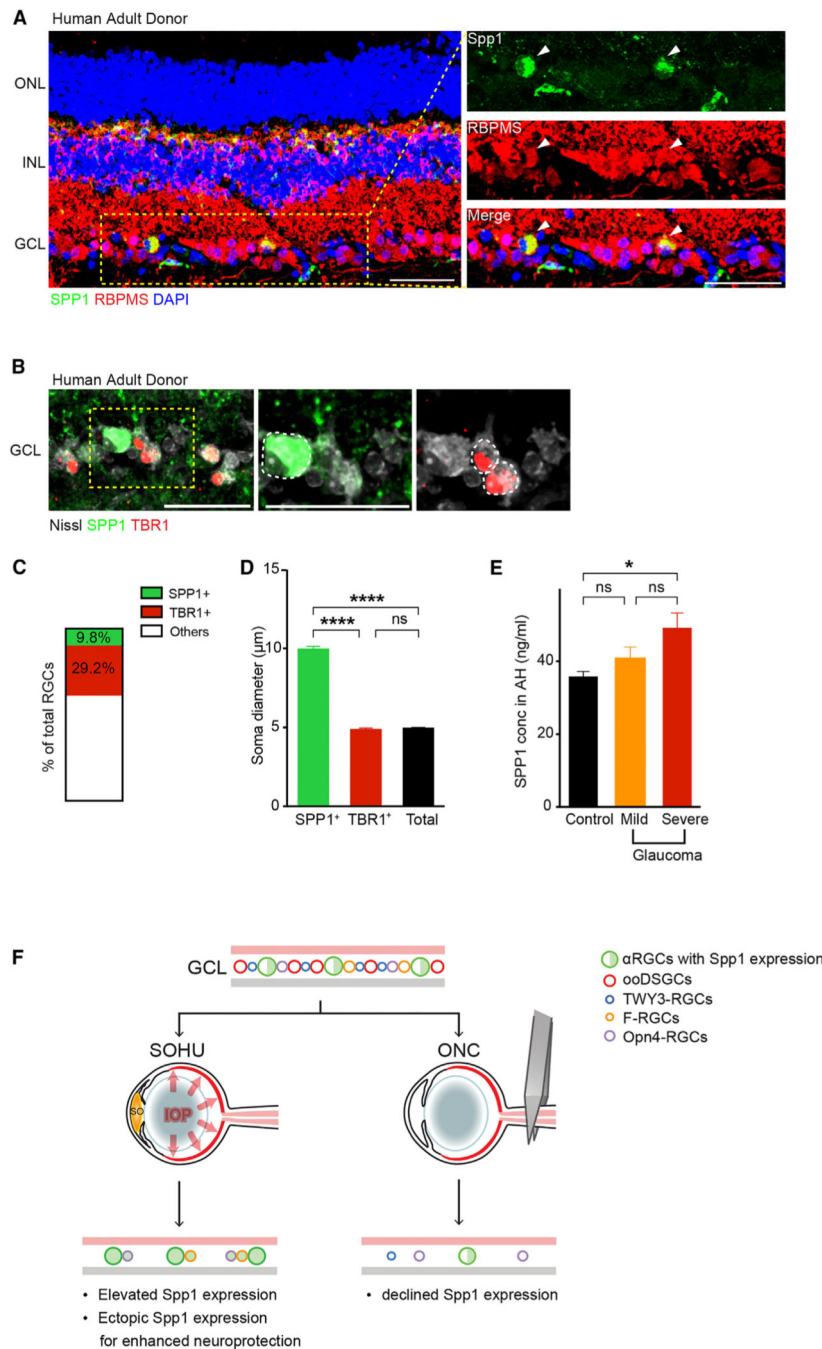 A
Human Adult Donor
ONL
INL
GCL
SPP1 RBPMS DAPI
Spp1
RBPMS
Merge
B
Human Adult Donor
GCL
Nissl SPP1 TBR1
C
SPP1+
TBR1+
Others
9.8%
29.2%
% of total RGCs
D
15
10
5
0
Soma diameter (µm)
****
**** ns
SPP1+ TBR1+ Total
E
60
40
20
0
SPP1 conc in AH (ng/ml)
*
ns ns
Control Mild Severe
Glaucoma
F
GCL
αRGCs with Spp1 expression
ooDSGCs
TWY3-RGCs
F-RGCs
Opn4-RGCs
SOHU
ONC
SO
IOP
• Elevated Spp1 expression
• Ectopic Spp1 expression
for enhanced neuroprotection
• declined Spp1 expression